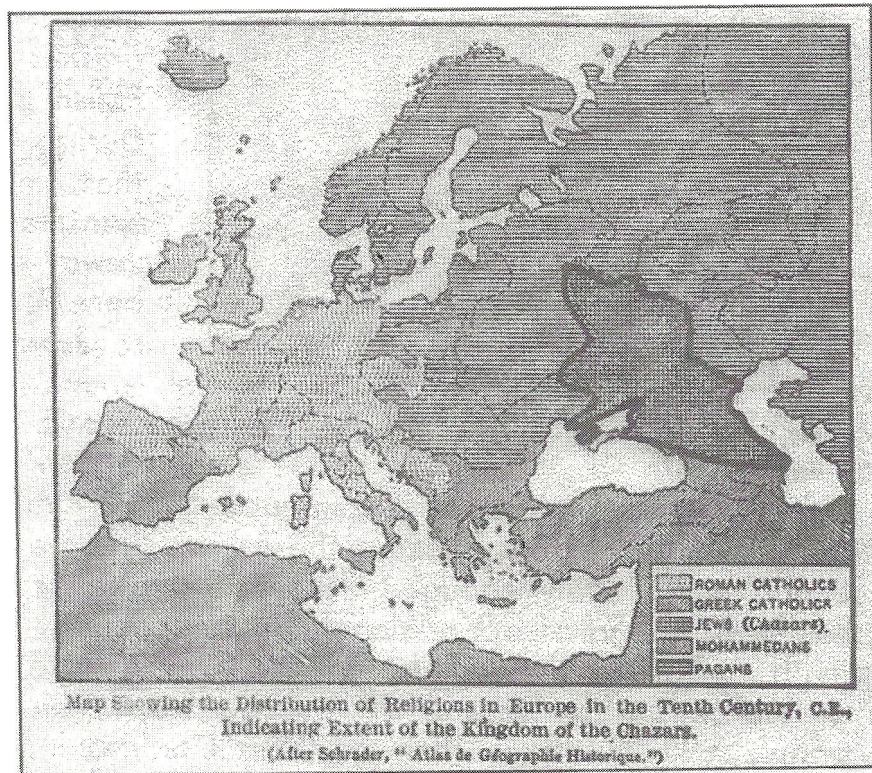 ROMAN CATHOLICS
GREEK CATHOLICS
JEWS (Chazars).
MOHAMMEDANS
PAGANS
Map Showing the Distribution of Religions in Europe in the Tenth Century, C.E.,
Indicating Extent of the Kingdom of the Chazars.
(After Schrader, "Atlas de Géographie Historique.")